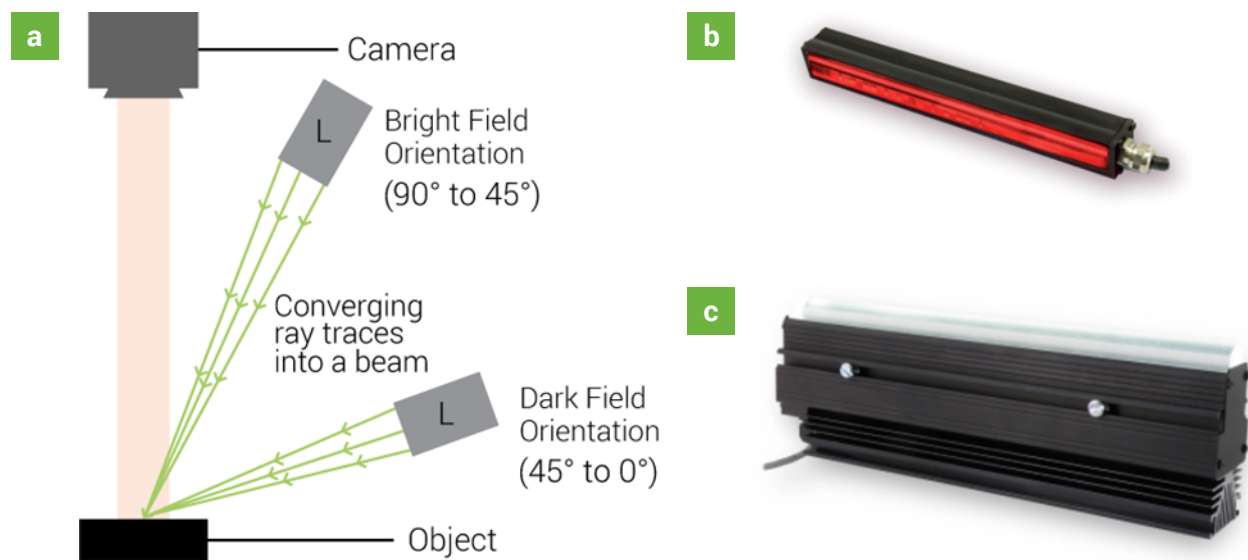 a
Camera
L
Bright Field
Orientation
(90° to 45°)
Converging
ray traces
into a beam
L
Dark Field
Orientation
(45° to 0°)
Object
b
c